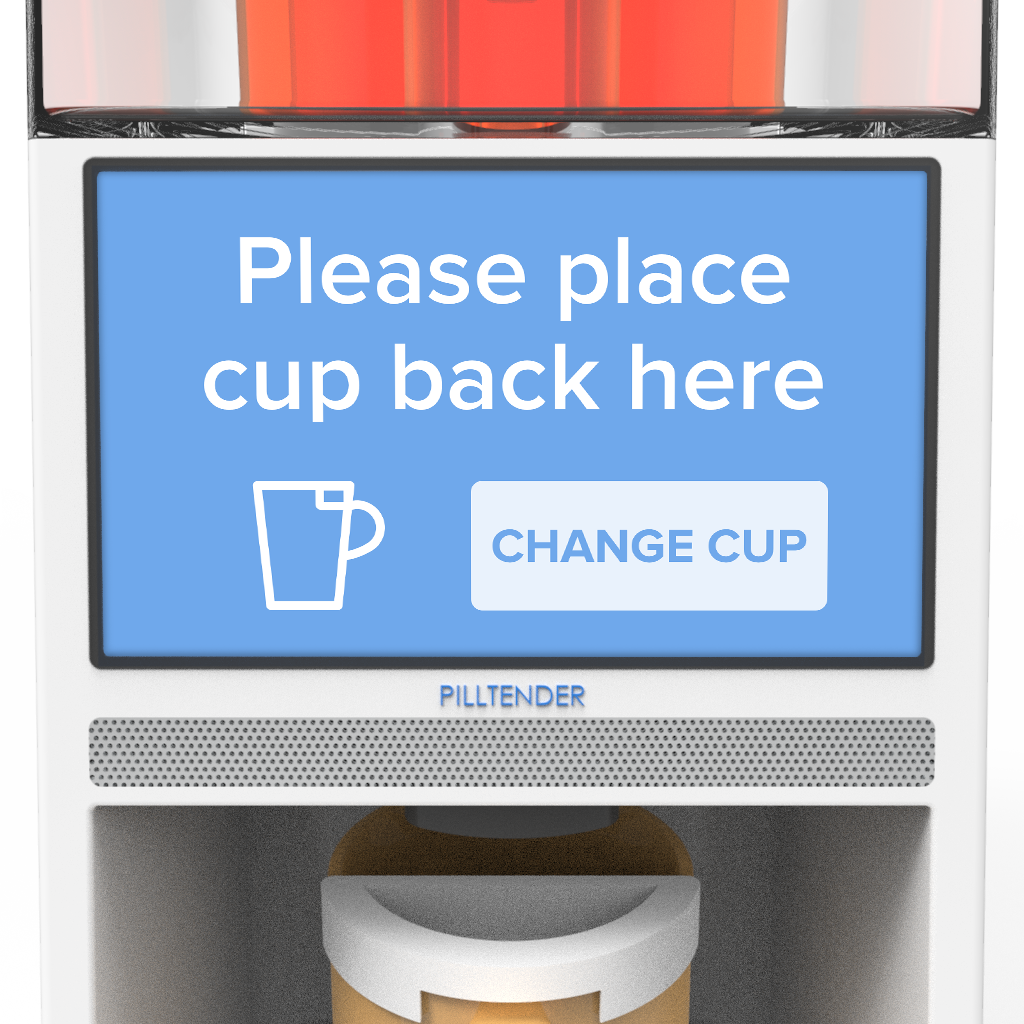 Please place
cup back here
CHANGE CUP
PILLTENDER